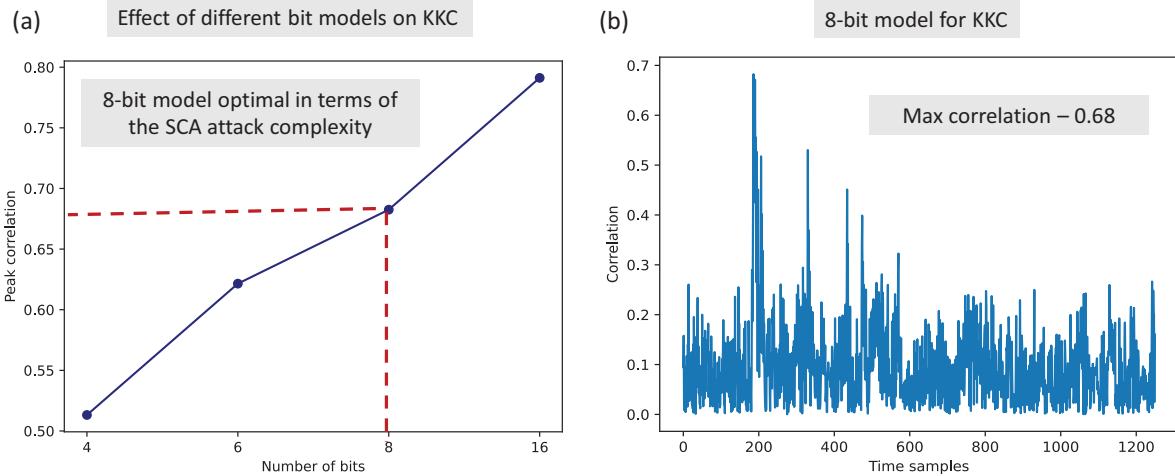 (a)
Effect of different bit models on KKC
8-bit model optimal in terms of
the SCA attack complexity
0.80
0.75
0.70
0.65
0.60
0.55
0.50
Peak correlation
4
6
8
16
Number of bits
(b)
8-bit model for KKC
Max correlation – 0.68
0.7
0.6
0.5
0.4
0.3
0.2
0.1
0.0
Correlation
0
200
400
600
800
1000
1200
Time samples